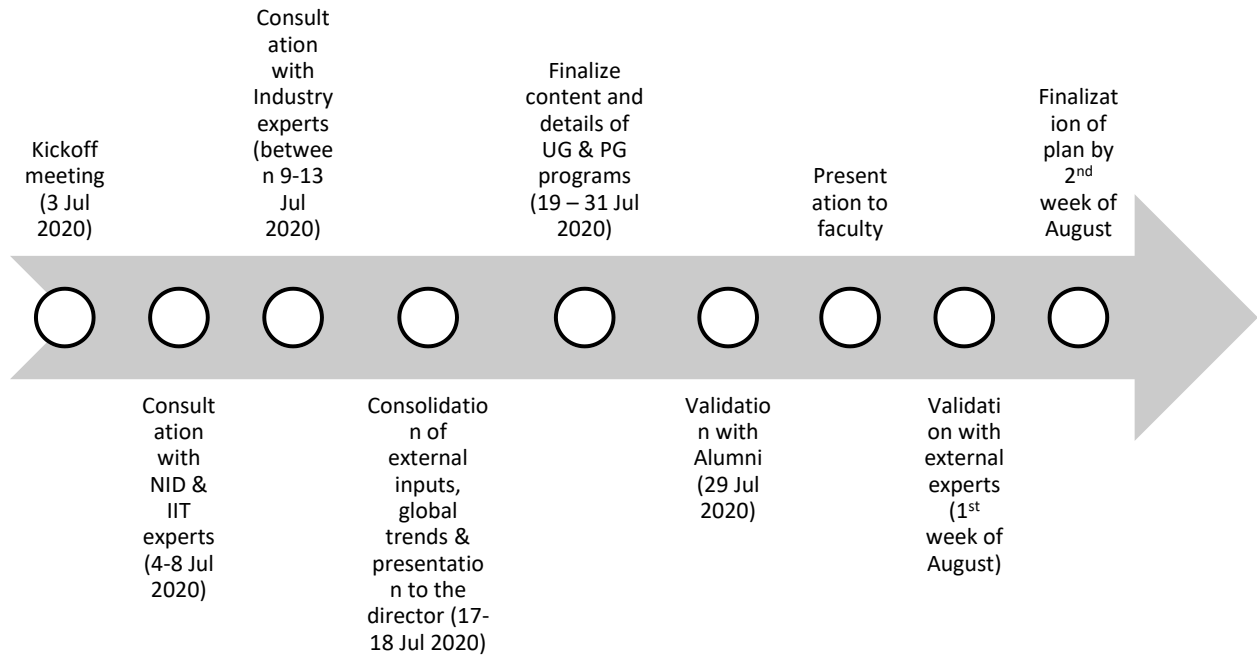 Kickoff
meeting
(3 Jul
2020)
Consult
ation
with
NID &
IIT
experts
(4-8 Jul
2020)
Consult
ation
with
Industry
experts
(betwee
n 9-13
Jul
2020)
Consolidatio
n of
external
inputs,
global
trends &
presentatio
n to the
director (17-
18 Jul 2020)
Finalize
content and
details of
UG & PG
programs
(19 – 31 Jul
2020)
Validatio
n with
Alumni
(29 Jul
2020)
Present
ation to
faculty
Validati
on with
external
experts
(1st
week of
August)
Finalizat
ion of
plan by
2nd
week of
August